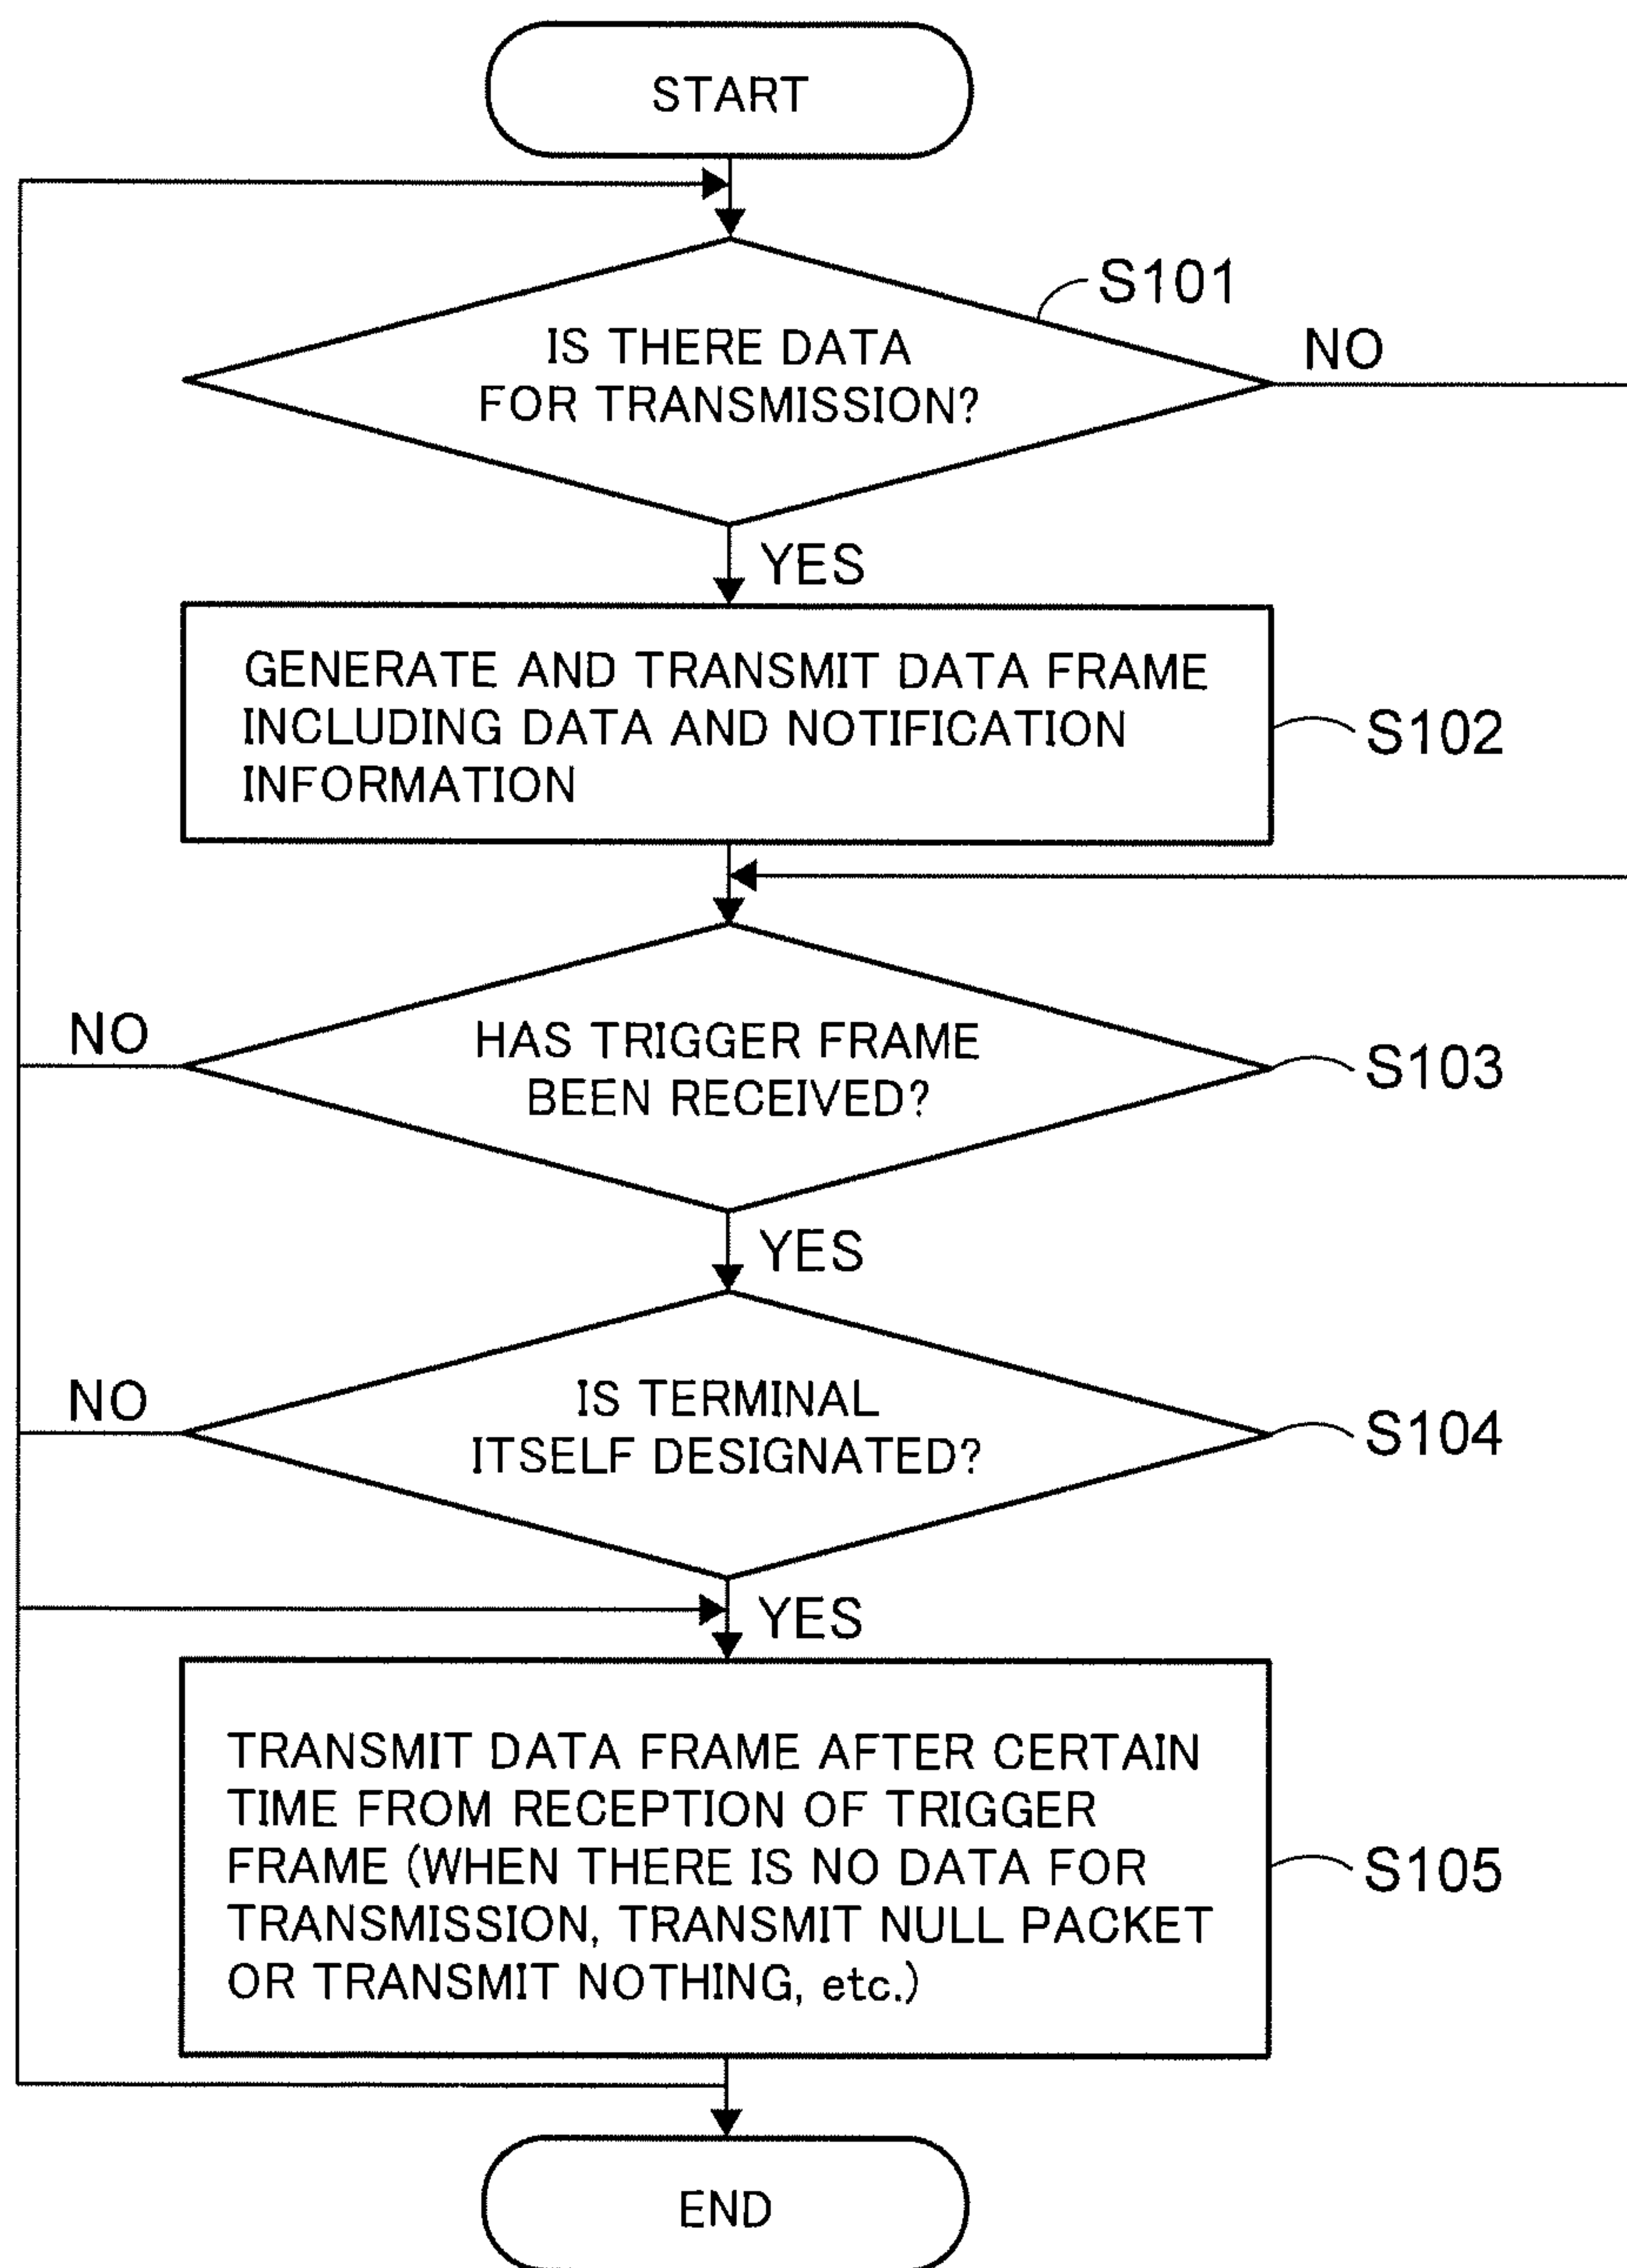 START
S101
IS THERE DATA
FOR TRANSMISSION?
NO
YES
GENERATE AND TRANSMIT DATA FRAME
INCLUDING DATA AND NOTIFICATION
INFORMATION
S102
HAS TRIGGER FRAME
BEEN RECEIVED?
NO
S103
YES
IS TERMINAL
ITSELF DESIGNATED?
NO
S104
YES
TRANSMIT DATA FRAME AFTER CERTAIN
TIME FROM RECEPTION OF TRIGGER
FRAME (WHEN THERE IS NO DATA FOR
TRANSMISSION, TRANSMIT NULL PACKET
OR TRANSMIT NOTHING, etc.)
S105
END